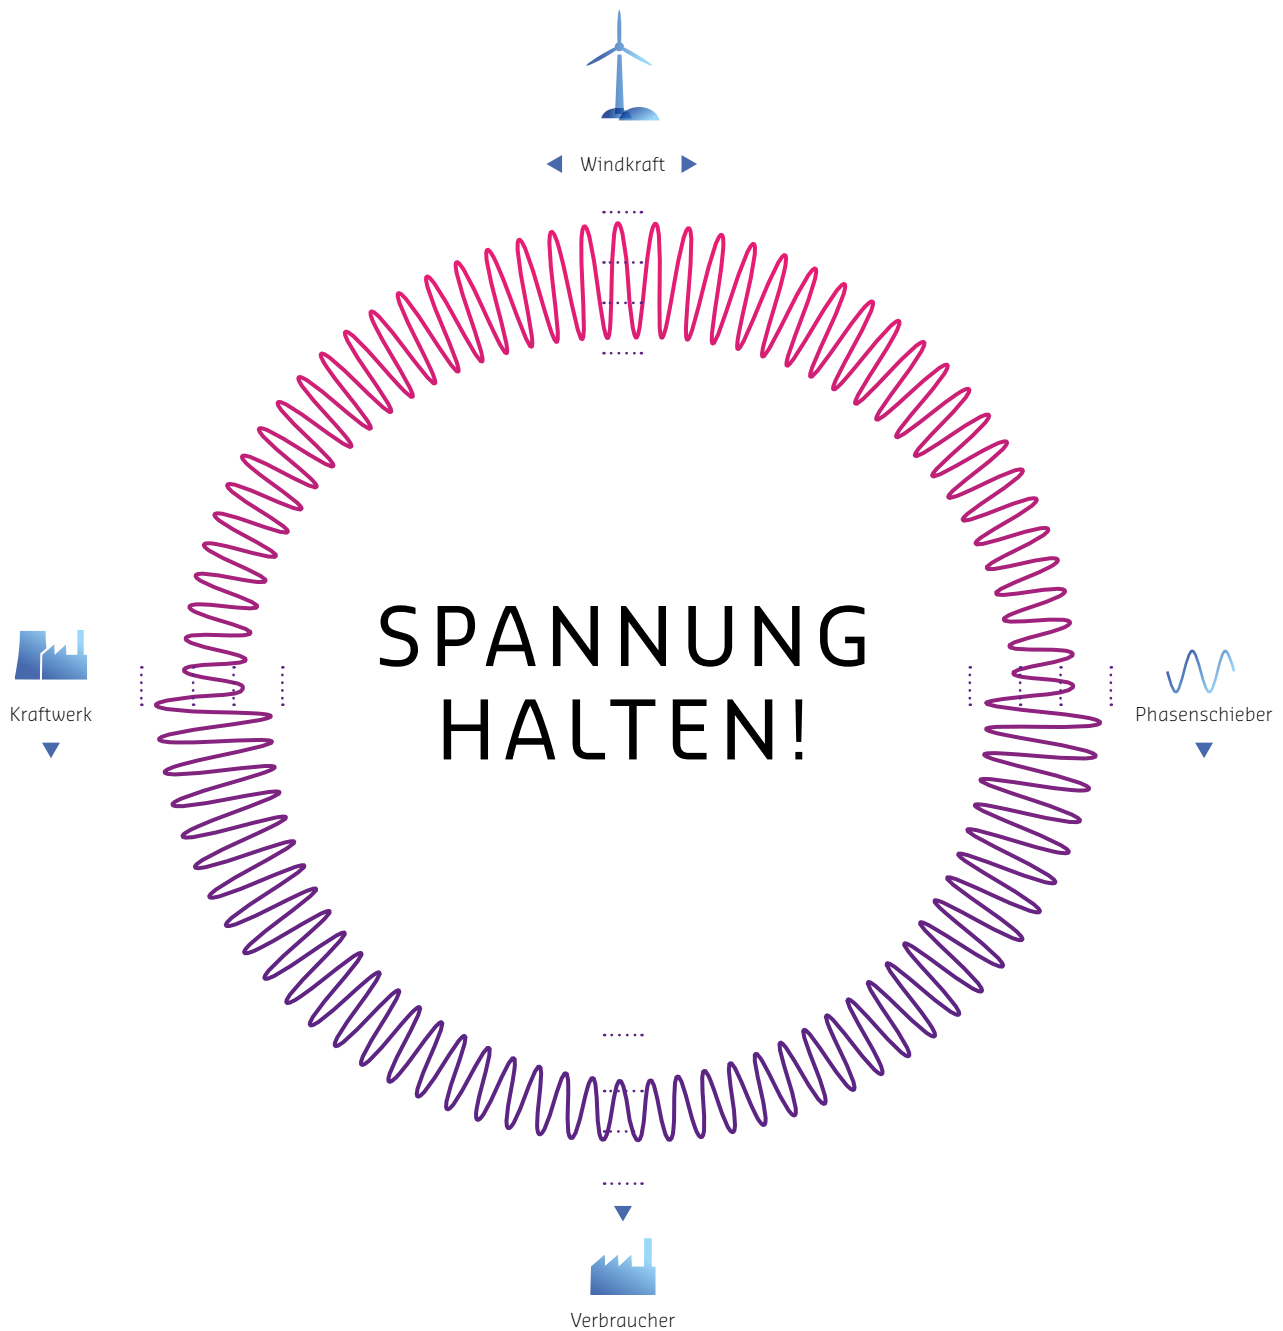 Windkraft
SPANNUNG
HALTEN!
Kraftwerk
Phasenschieber
Verbraucher